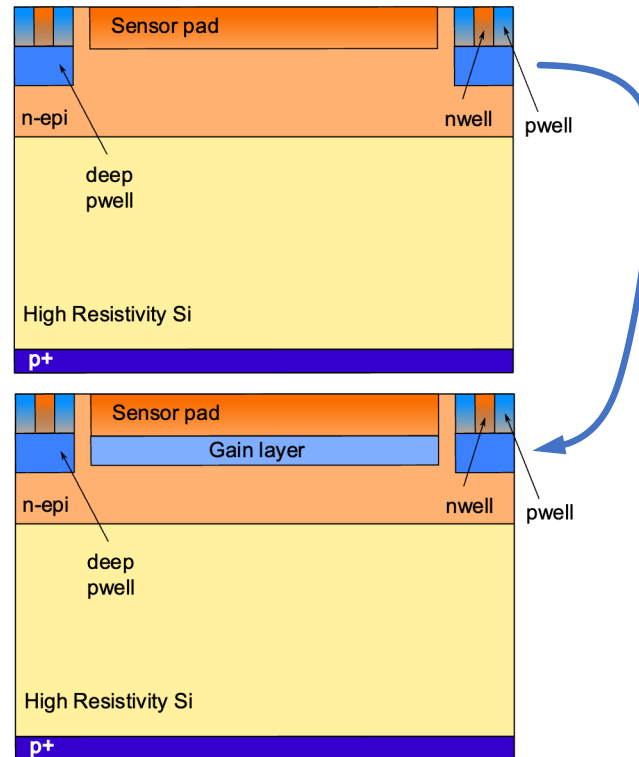 Sensor pad
n-epi
nwell
pwell
deep
pwell
High Resistivity Si
p+
Sensor pad
Gain layer
n-epi
nwell
pwell
deep
pwell
High Resistivity Si
p+